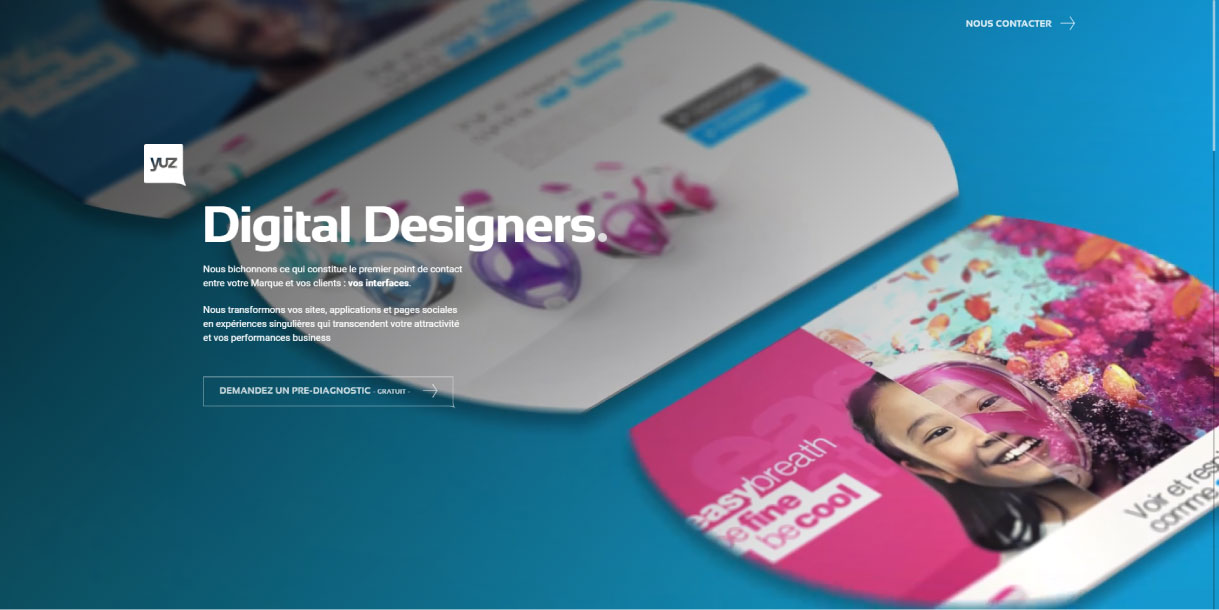 NOUS CONTACTER
yuz
Digital Designers.
Nous bichonnons ce qui constitue le premier point de contact
entre votre Marque et vos clients : vos interfaces.
Nous transformons vos sites, applications et pages sociales
en expériences singulières qui transcendent votre attractivité
et vos performances business
DEMANDEZ UN PRE-DIAGNOSTIC - GRATUIT -
easybreath
be fine
be cool
Voir et
comme